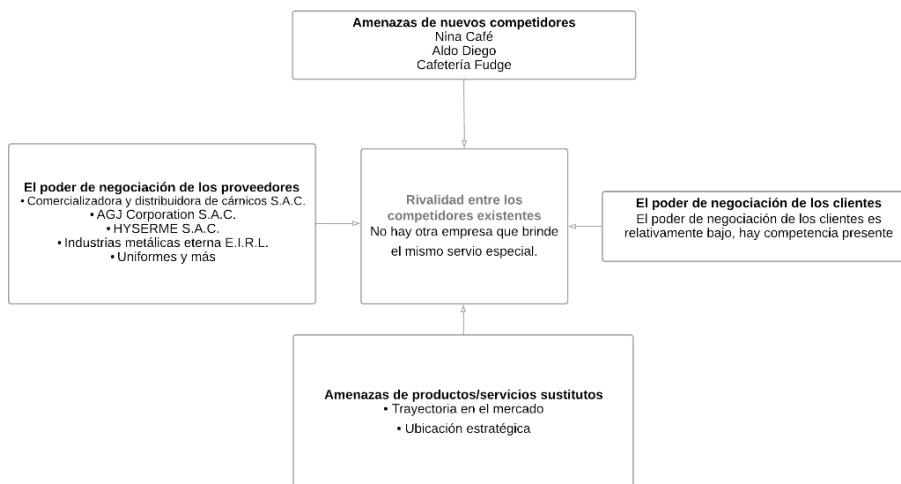 Amenazas de nuevos competidores
Nina Café
Aldo Diego
Cafetería Fudge
El poder de negociación de los proveedores
• Comercializadora y distribuidora de cárnicos S.A.C.
• AGJ Corporation S.A.C.
• HYSERME S.A.C.
• Industrias metálicas eterna E.I.R.L.
• Uniformes y más
Rivalidad entre los
competidores existentes
No hay otra empresa que brinde
el mismo servio especial.
El poder de negociación de los clientes
El poder de negociación de los clientes es
relativamente bajo, hay competencia presente
Amenazas de productos/servicios sustitutos
• Trayectoria en el mercado
• Ubicación estratégica